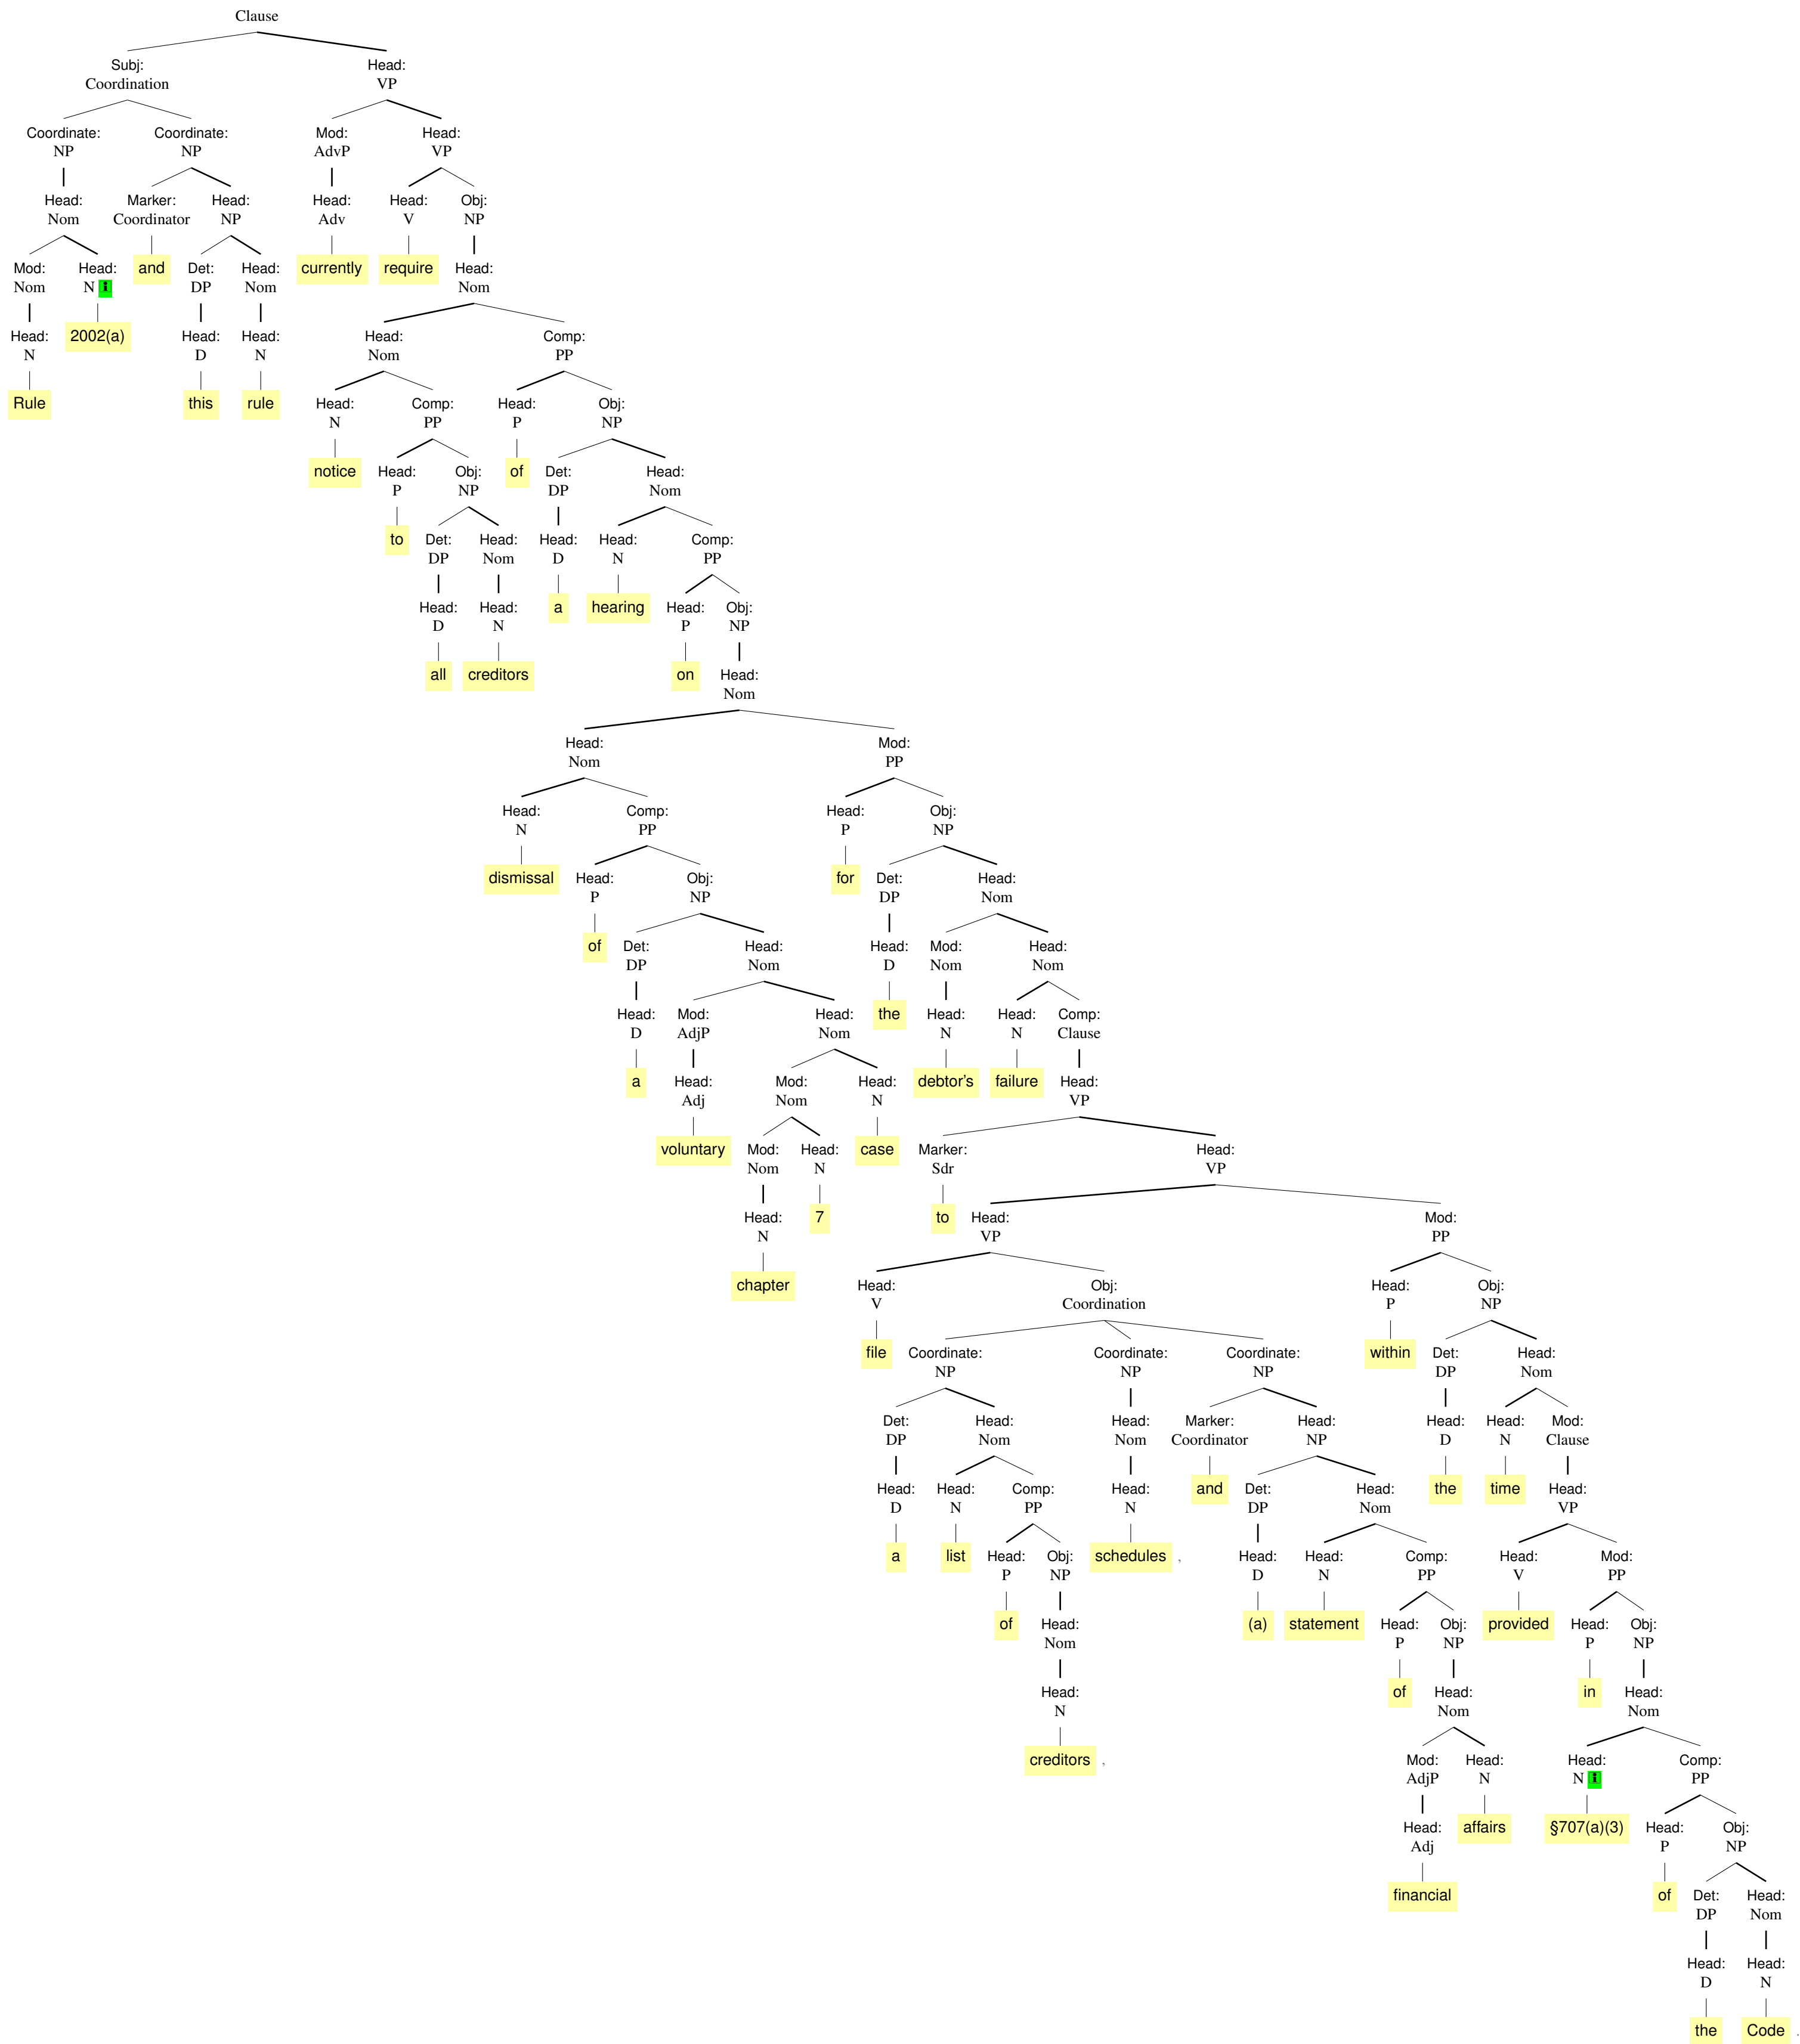 Clause
Subj: Head:
Coordination VP
Coordinate: Coordinate: Mod: Head:
NP NP AdvP VP
Head: Marker: Head: Head: Head: Obj:
Nom Coordinator NP Adv V NP
Mod: Head: and Det: Head: currently require Head:
Nom N i DP Nom Nom
Head: 2002(a) Head: Head: Head: Comp:
N D N Nom PP
Rule this rule Head: Comp: Head: Obj:
N PP P NP
notice Head: Obj: of Det: Head:
P NP DP Nom
to Det: Head: Head: Head: Comp:
DP Nom D N PP
Head: Head: a hearing Head: Obj:
D N P NP
all creditors on Head:
Nom
Head: Mod:
Nom PP
Head: Comp: Head: Obj:
N PP P NP
dismissal Head: Obj: for Det: Head:
P NP DP Nom
of Det: Head: Head: Mod: Head:
DP Nom D Nom Nom
Head: Mod: Head: the Head: Head: Comp:
D AdjP Nom N N Clause
a Head: Mod: Head: debtor’s failure Head:
Adj Nom N VP
voluntary Mod: Head: case Marker: Head:
Nom N Sdr VP
Head: 7 to Head: Mod:
N VP PP
chapter Head: Obj: Head: Obj:
V Coordination P NP
file Coordinate: Coordinate: Coordinate: within Det: Head:
NP NP NP DP Nom
Det: Head: Head: Marker: Head: Head: Head: Mod:
DP Nom Nom Coordinator NP D N Clause
Head: Head: Comp: Head: and Det: Head: the time Head:
D N PP N DP Nom VP
a list Head: Obj: schedules , Head: Head: Comp: Head: Mod:
P NP D N PP V PP
of Head: (a) statement Head: Obj: provided Head: Obj:
Nom P NP P NP
Head: of Head: in Head:
N Nom Nom
creditors , Mod: Head: Head: Comp:
AdjP N N i PP
Head: affairs §707(a)(3) Head: Obj:
Adj P NP
financial of Det: Head:
DP Nom
Head: Head:
D N
the Code .